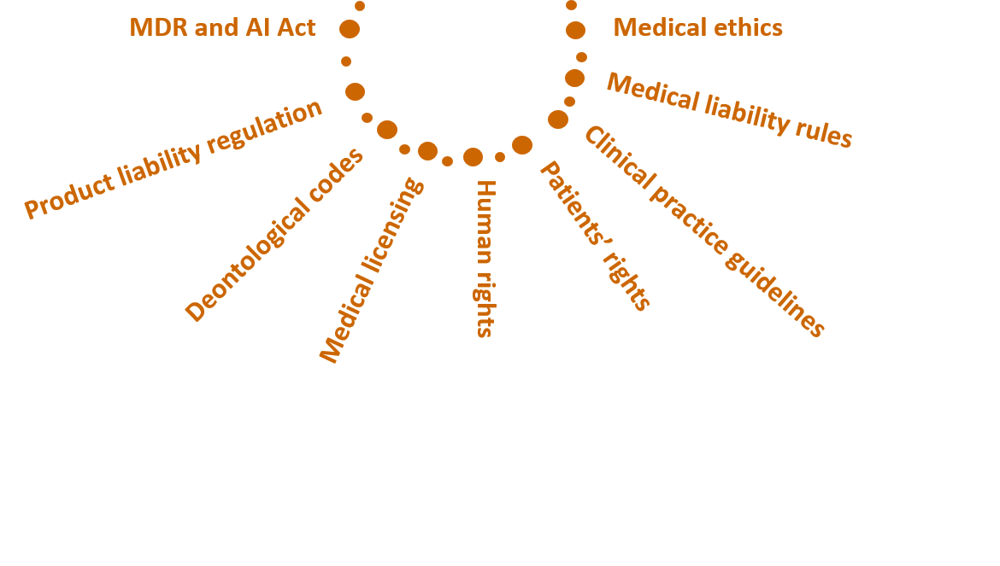 MDR and AI Act
Medical ethics
Medical liability rules
Product liability regulation
Clinical practice guidelines
Deontological codes
Patients’ rights
Medical licensing
Human rights